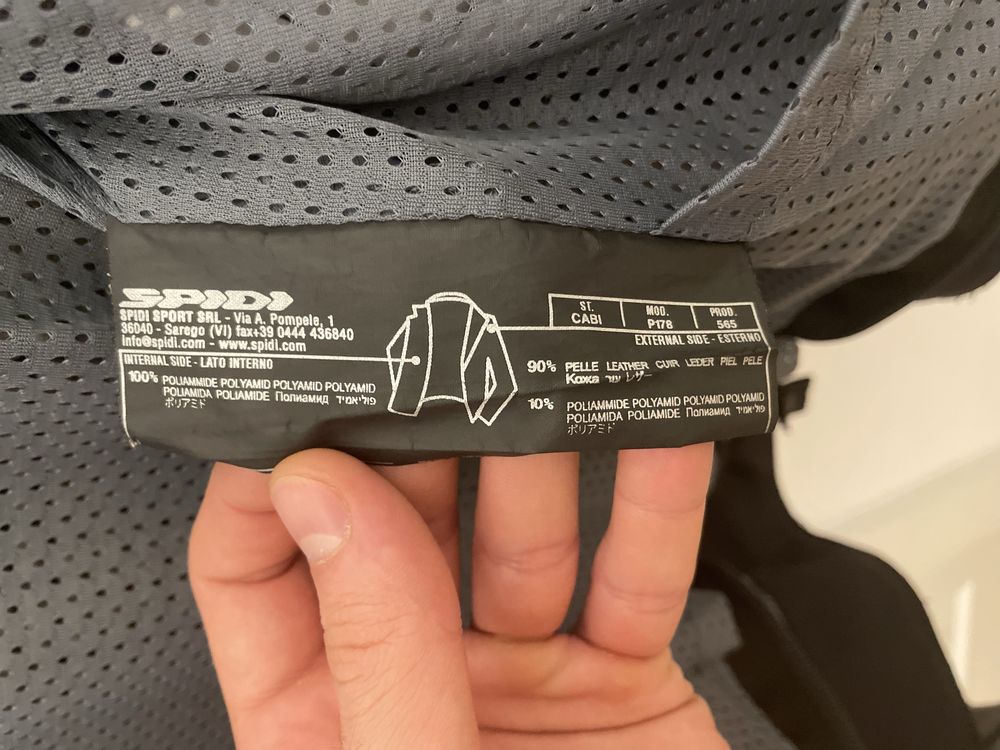 SPIDI
SPIDI SPORT SRL - Via A. Pompele, 1
36040 - Sarego (VI) fax+39 0444 436840
Info@spidi.com - www.spidi.com
INTERNAL SIDE - LATO INTERNO
100% POLIAMMIDE POLYAMID POLYAMID POLYAMID
POLIAMIDA POLIAMIDE Полиамид פוליאמיד
ポリアミド
ST. MOD. PROD.
CABI P178 565
EXTERNAL SIDE - ESTERNO
90% PELLE LEATHER CUIR LEDER PIEL PELE
Кожа עור レザー
10% POLIAMMIDE POLYAMID POLYAMID POLYAMID
POLIAMIDA POLIAMIDE Полиамид פוליאמיד
ポリアミド